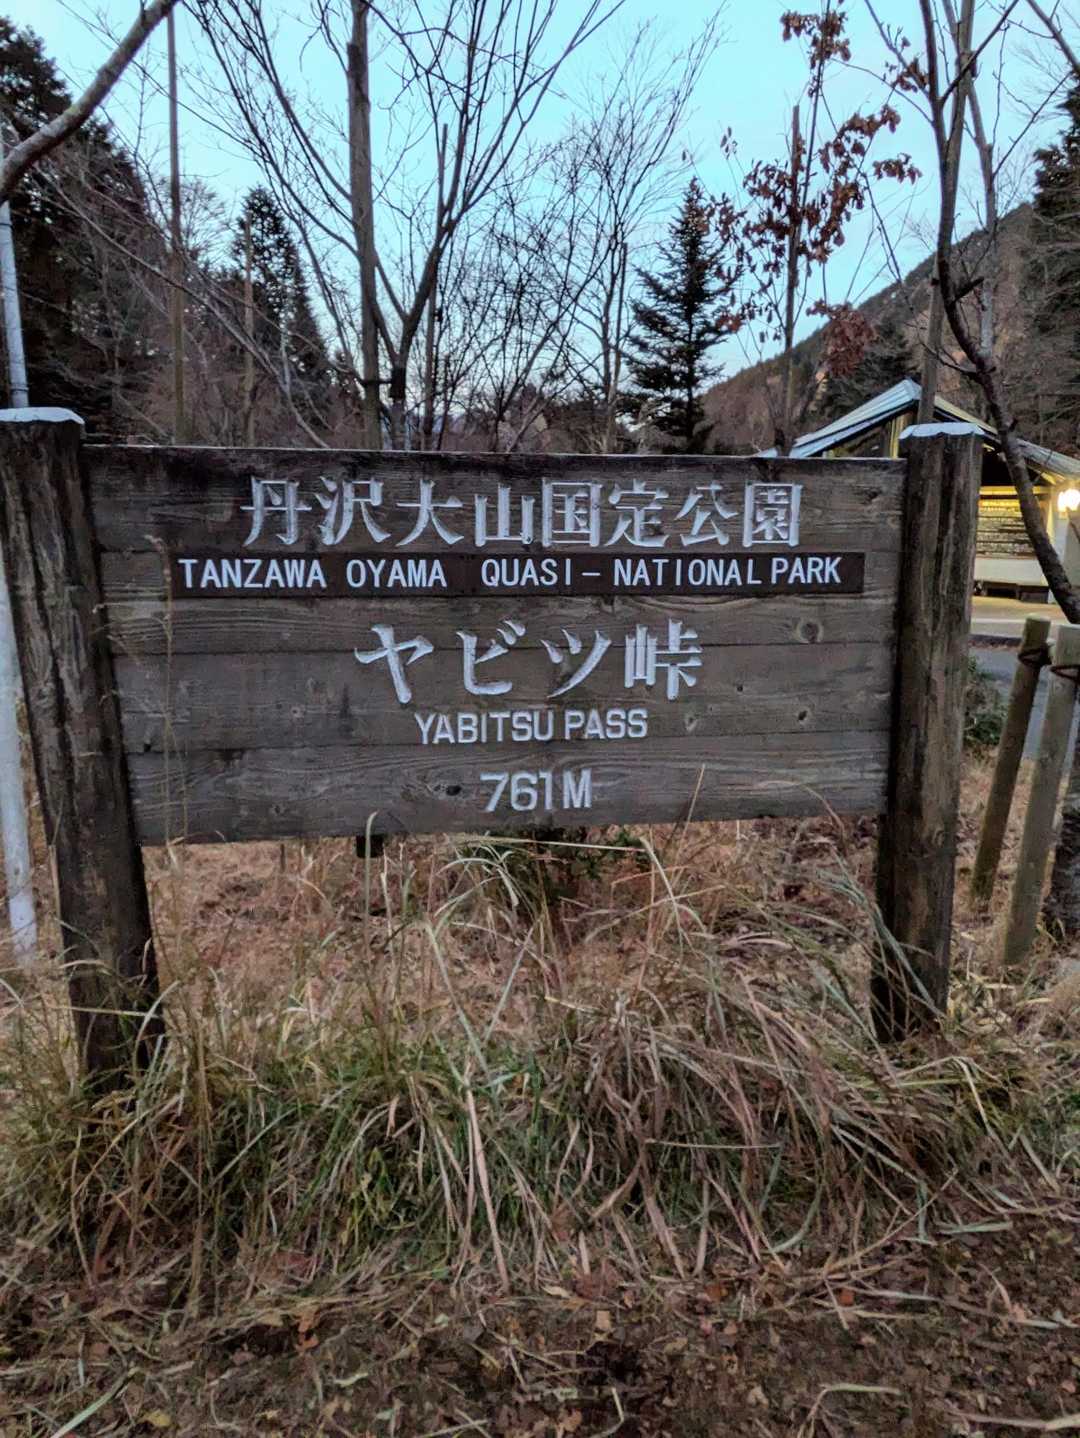 丹沢大山国定公園
TANZAWA OYAMA QUASI-NATIONAL PARK
ヤビツ峠
YABITSU PASS
761M